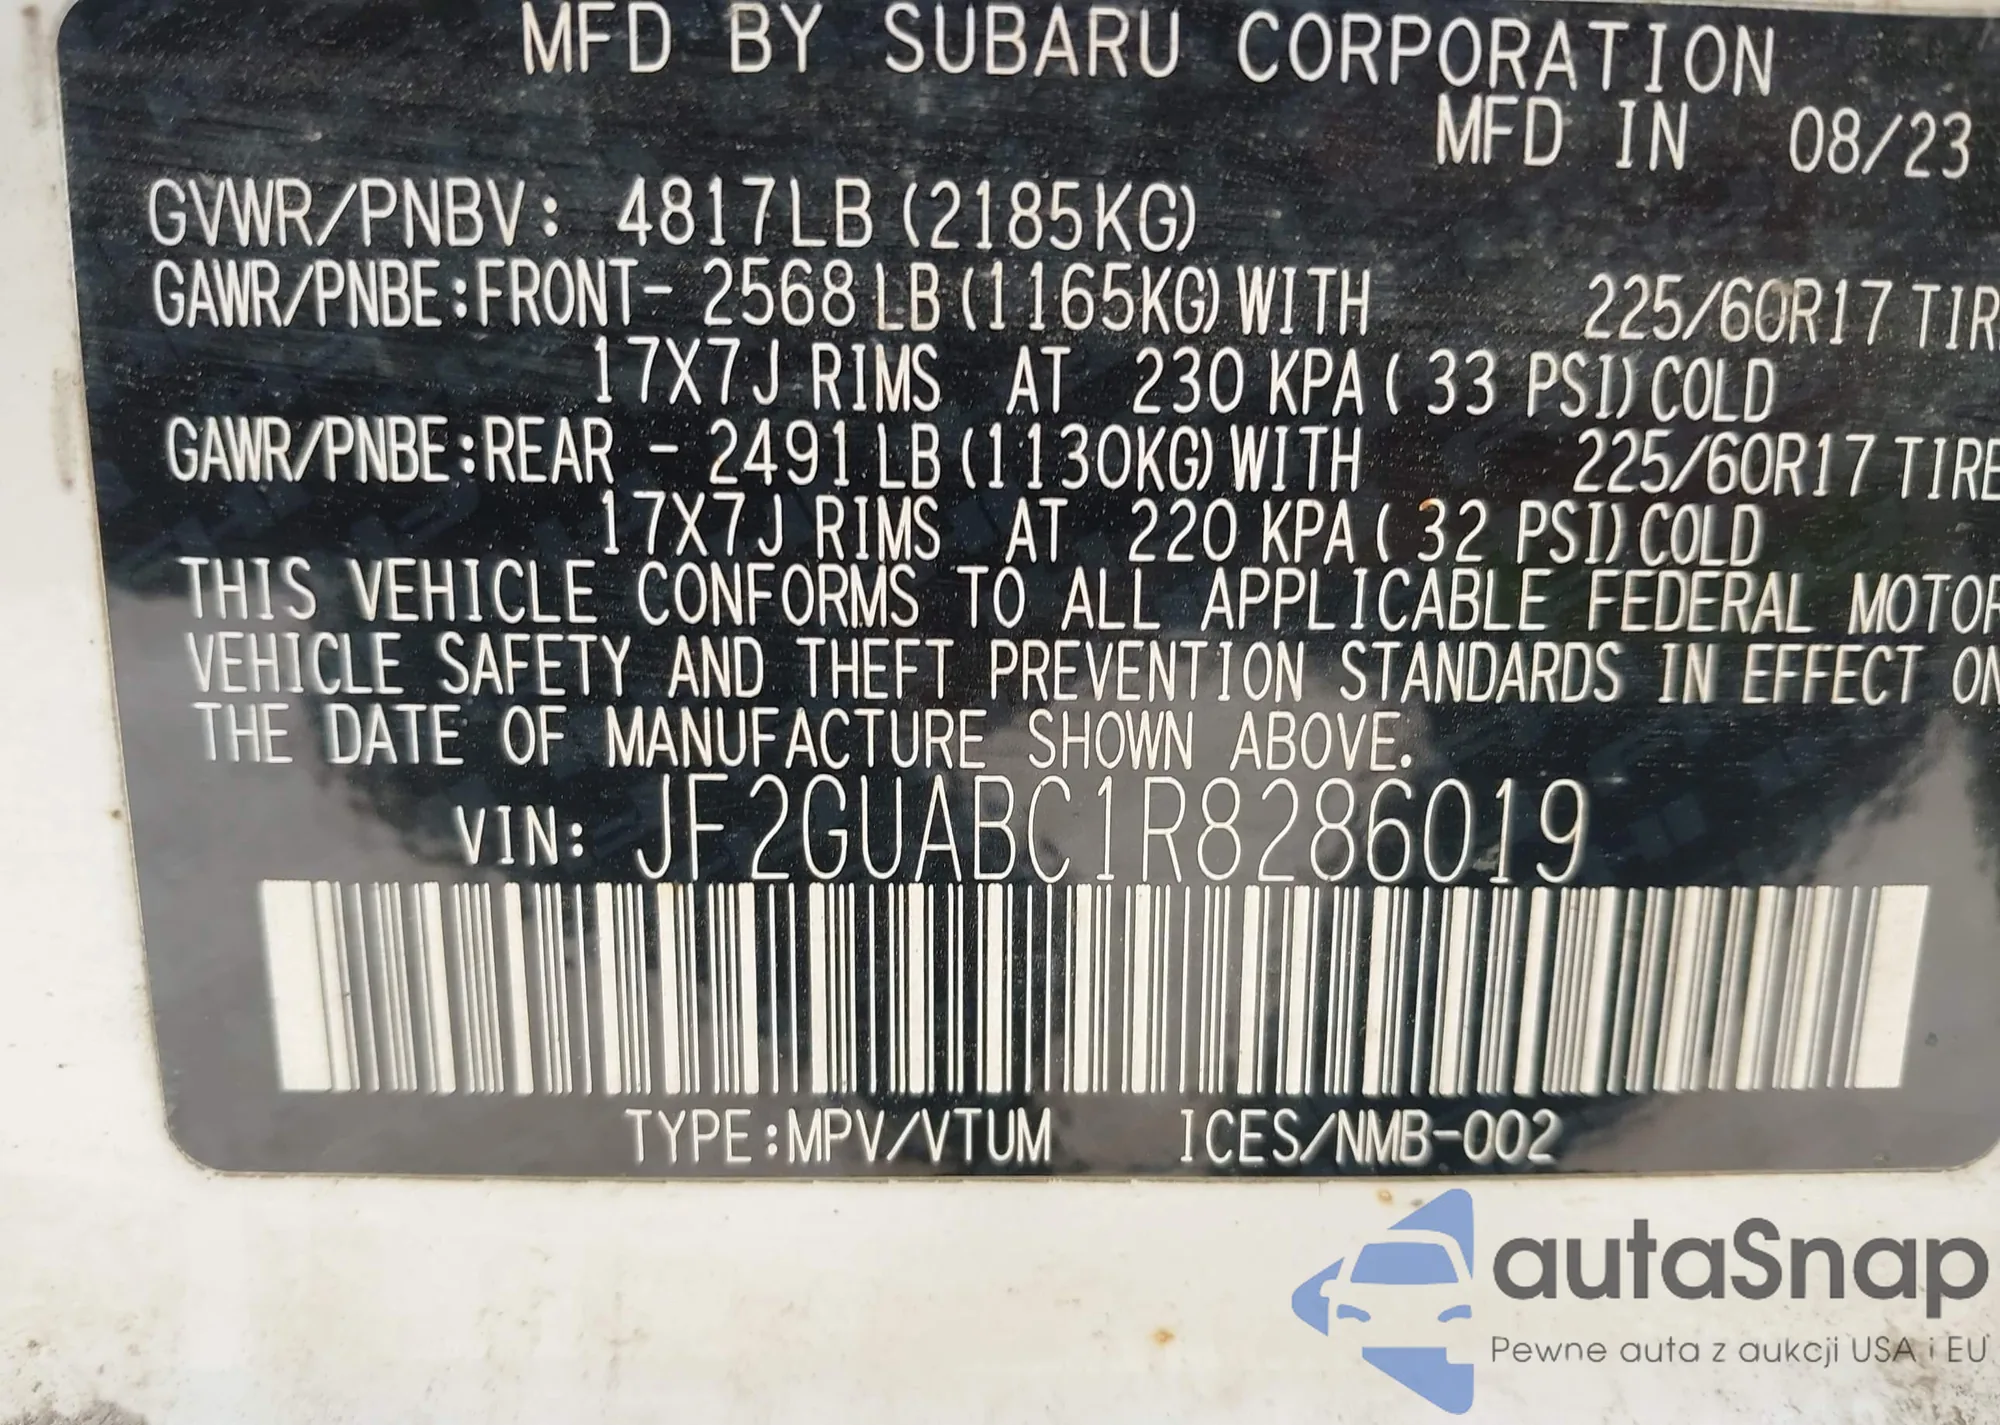 MFD BY SUBARU CORPORATION
MFD IN 08/23
GVWR/PNBV: 4817LB (2185KG)
GAWR/PNBE:FRONT- 2568LB (1165KG) WITH 225/60R17 TIR
17X7J RIMS AT 230 KPA ( 33 PSI) COLD
GAWR/PNBE:REAR - 2491LB (1130KG) WITH 225/60R17 TIRE
17X7J RIMS AT 220 KPA ( 32 PSI) COLD
THIS VEHICLE CONFORMS TO ALL APPLICABLE FEDERAL MOTOR
VEHICLE SAFETY AND THEFT PREVENTION STANDARDS IN EFFECT ON
THE DATE OF MANUFACTURE SHOWN ABOVE.
VIN: JF2GUABC1R8286019
TYPE:MPV/VTUM ICES/NMB-002
autaSnap
Pewne auta z aukcji USA i EU